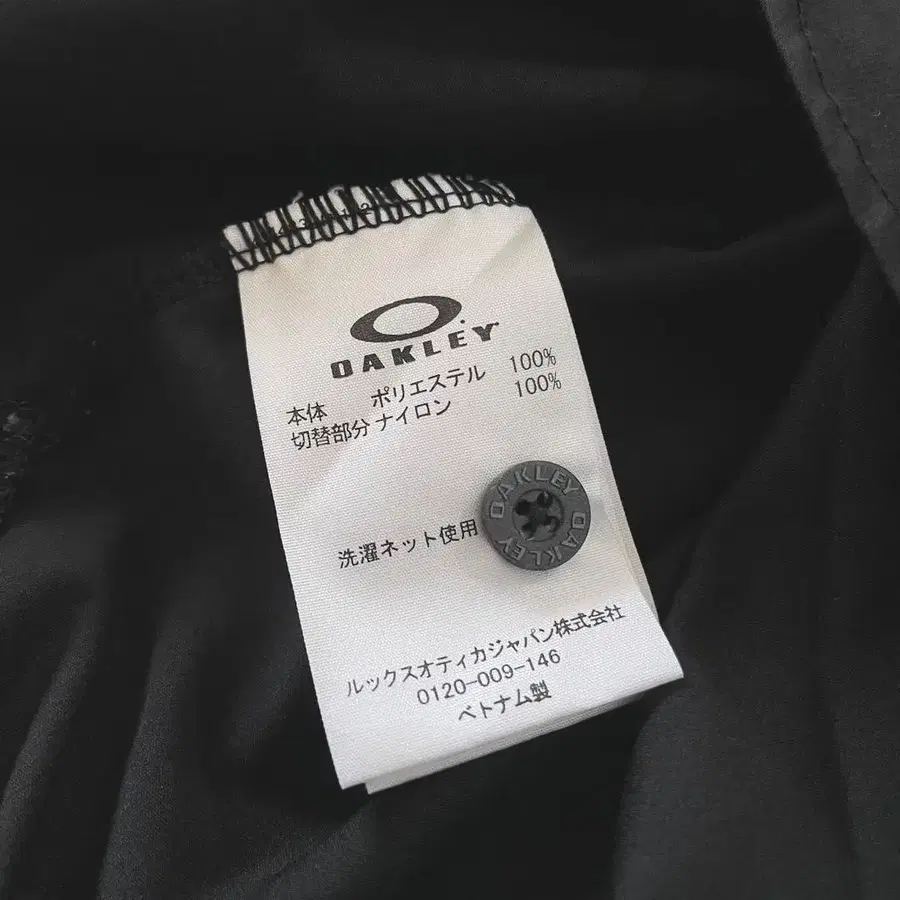 OAKLEY
本体 ポリエステル 100%
切替部分 ナイロン 100%
洗濯ネット使用
OAKLEY OAKLEY
ルックスオティカジャパン株式会社
0120-009-146
ベトナム製